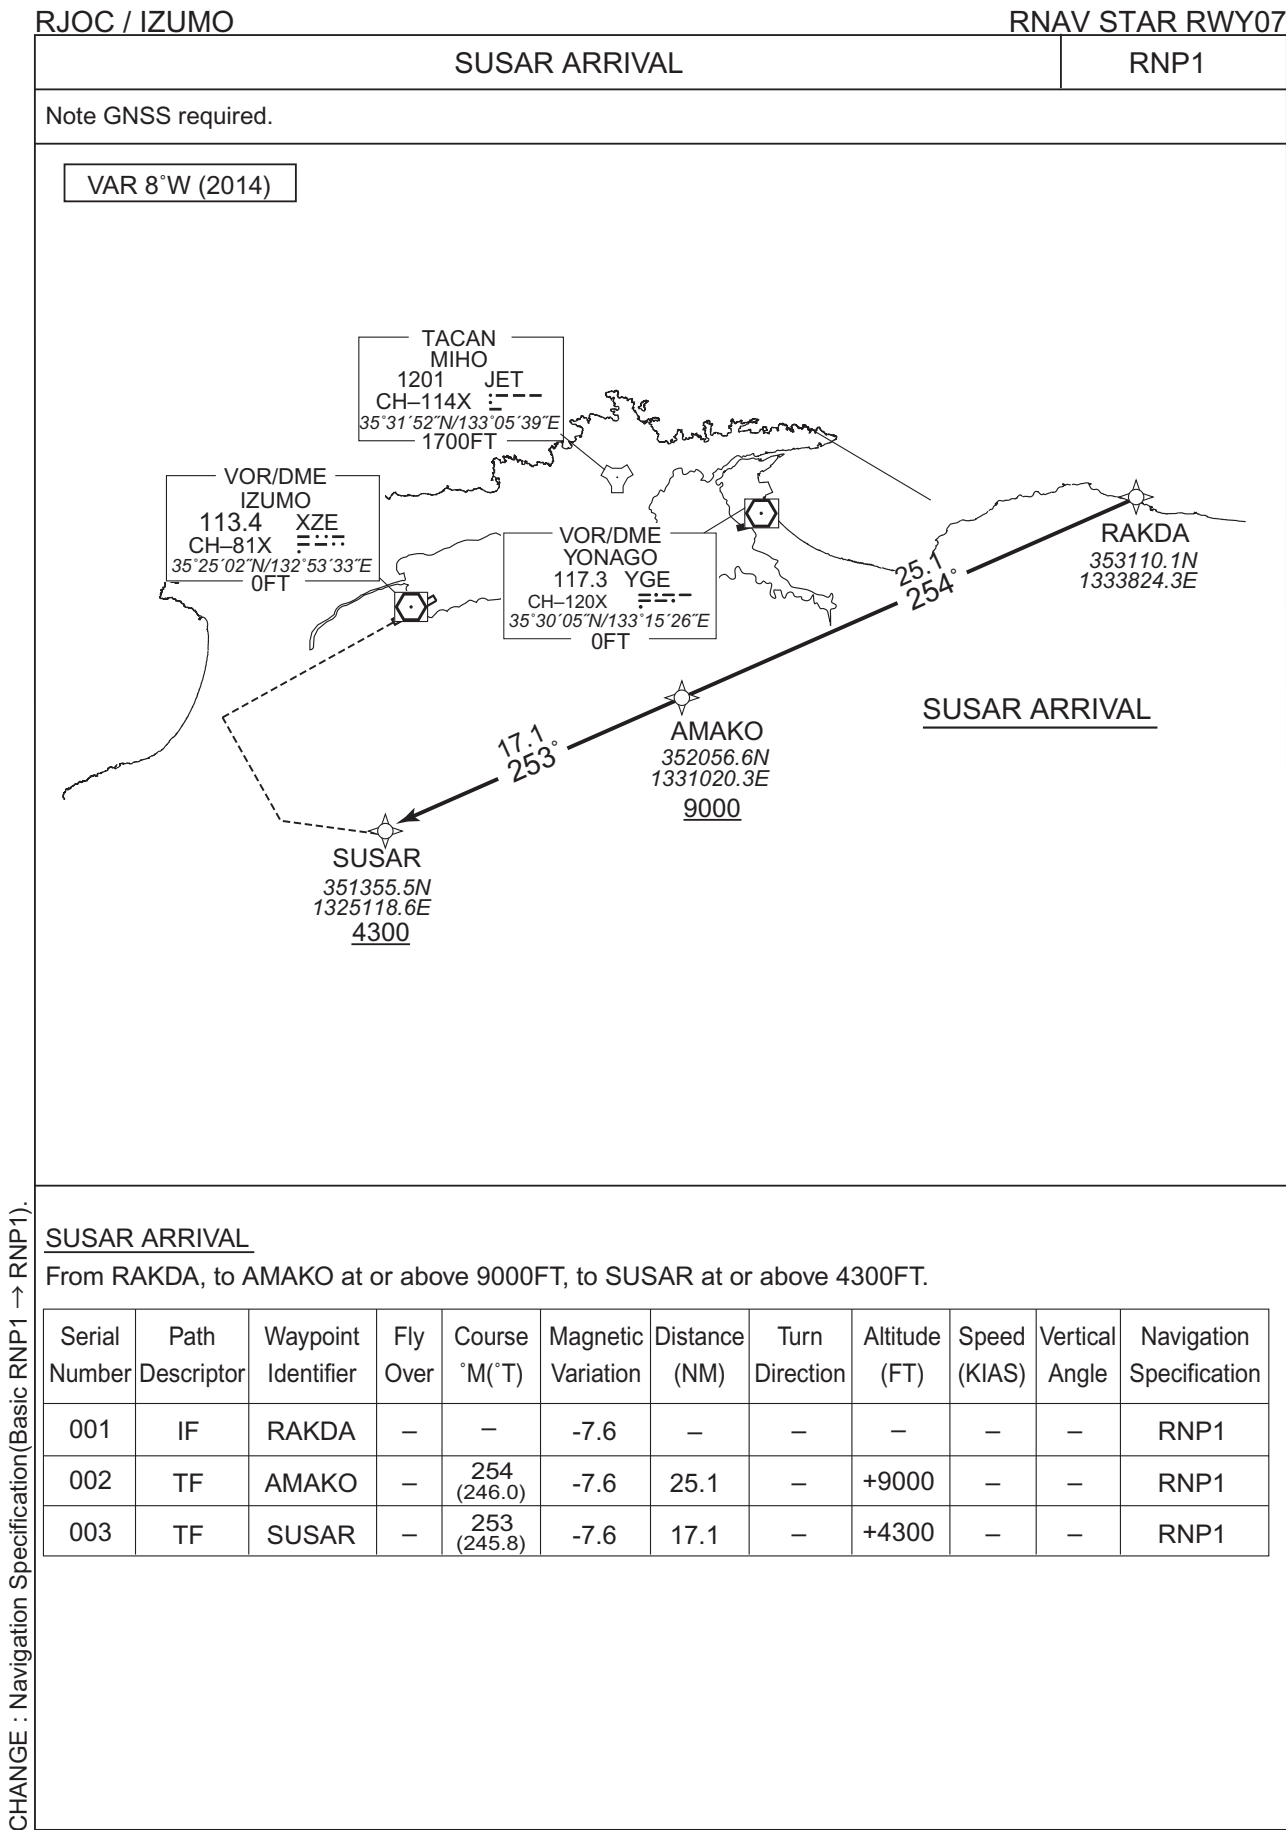 RJOC / IZUMO
RNAV STAR RWY07
SUSAR ARRIVAL
RNP1
Note GNSS required.
VAR 8˚W (2014)
TACAN
MIHO
1201 JET
CH–114X
35˚31´52˝N/133˚05´39˝E
1700FT
VOR/DME
IZUMO
113.4 XZE
CH–81X
35˚25´02˝N/132˚53´33˝E
0FT
VOR/DME
YONAGO
117.3 YGE
CH–120X
35˚30´05˝N/133˚15´26˝E
0FT
RAKDA
353110.1N
1333824.3E
25.1
254˚
SUSAR ARRIVAL
AMAKO
352056.6N
1331020.3E
9000
17.1
253˚
SUSAR
351355.5N
1325118.6E
4300
SUSAR ARRIVAL
From RAKDA, to AMAKO at or above 9000FT, to SUSAR at or above 4300FT.
Serial Number Path Descriptor Waypoint Identifier Fly Over Course ˚M(˚T) Magnetic Variation Distance (NM) Turn Direction Altitude (FT) Speed (KIAS) Vertical Angle Navigation Specification
001 IF RAKDA – – -7.6 – – – – – RNP1
002 TF AMAKO – 254 (246.0) -7.6 25.1 – +9000 – – RNP1
003 TF SUSAR – 253 (245.8) -7.6 17.1 – +4300 – – RNP1
CHANGE : Navigation Specification(Basic RNP1 → RNP1).